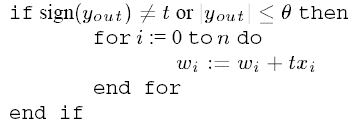 if sign(y_out) ≠ t or |y_out| ≤ θ then
for i := 0 to n do
w_i := w_i + tx_i
end for
end if